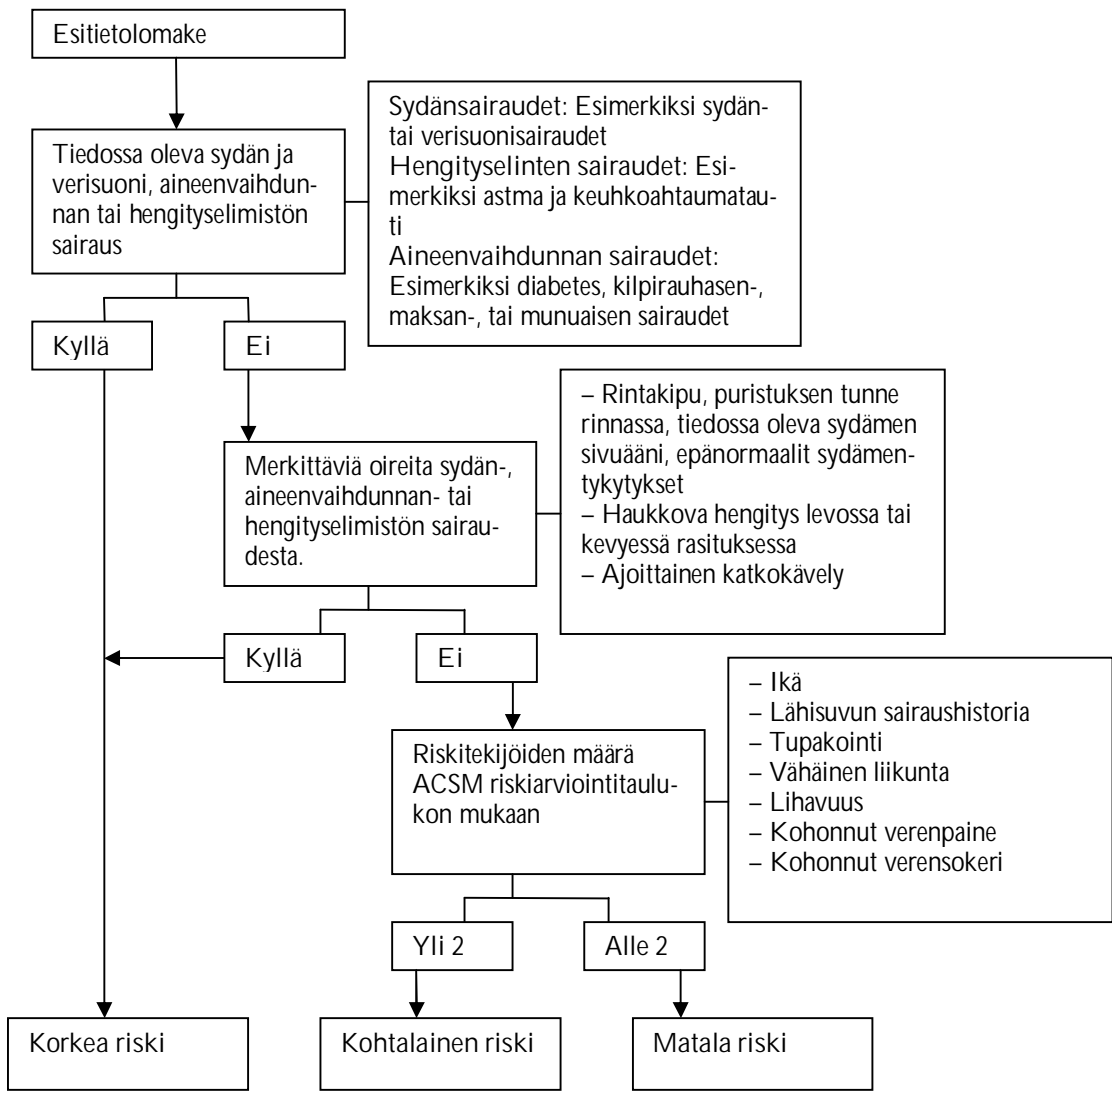 Esitietolomake
Tiedossa oleva sydän ja
verisuoni, aineenvaihdun-
nan tai hengityselimistön
sairaus
Sydänsairaudet: Esimerkiksi sydän-
tai verisuonisairaudet
Hengityselinten sairaudet: Esi-
merkiksi astma ja keuhkoahtaumatau-
ti
Aineenvaihdunnan sairaudet:
Esimerkiksi diabetes, kilpirauhasen-,
maksan-, tai munuaisen sairaudet
Kyllä
Ei
Merkittäviä oireita sydän-,
aineenvaihdunnan- tai
hengityselimistön sairau-
desta.
– Rintakipu, puristuksen tunne
rinnassa, tiedossa oleva sydämen
sivuääni, epänormaalit sydämen-
tykytykset
– Haukkova hengitys levossa tai
kevyessä rasituksessa
– Ajoittainen katkokävely
Kyllä
Ei
Riskitekijöiden määrä
ACSM riskiarviointitaulu-
kon mukaan
– Ikä
– Lähisuvun sairaushistoria
– Tupakointi
– Vähäinen liikunta
– Lihavuus
– Kohonnut verenpaine
– Kohonnut verensokeri
Yli 2
Alle 2
Korkea riski
Kohtalainen riski
Matala riski